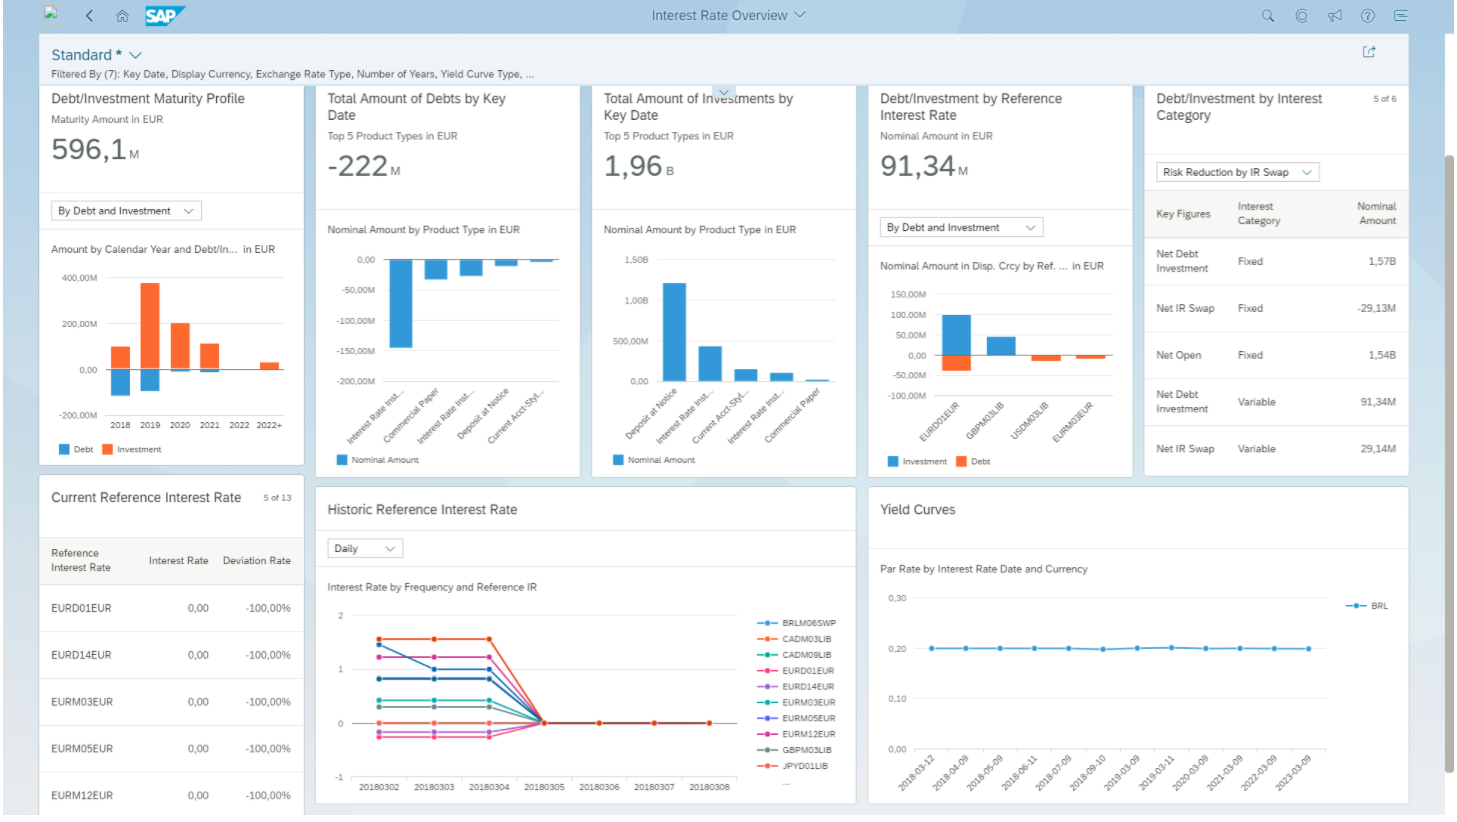 SAP
Interest Rate Overview
Standard *
Filtered By (7): Key Date, Display Currency, Exchange Rate Type, Number of Years, Yield Curve Type, ...
Debt/Investment Maturity Profile
Maturity Amount in EUR
596,1 M
By Debt and Investment
Amount by Calendar Year and Debt/In... in EUR
400,00M
200,00M
0,00
-200,00M
2018 2019 2020 2021 2022 2022+
Debt Investment
Total Amount of Debts by Key
Date
Top 5 Product Types in EUR
-222 M
Nominal Amount by Product Type in EUR
0,00
-50,00M
-100,00M
-150,00M
-200,00M
Interest Rate Inst...
Commercial Paper
Interest Rate Inst...
Deposit at Notice
Current Acct-Styl...
Nominal Amount
Total Amount of Investments by
Key Date
Top 5 Product Types in EUR
1,96 B
Nominal Amount by Product Type in EUR
1,50B
1,00B
500,00M
0,00
Deposit at Notice
Interest Rate Inst...
Current Acct-Styl...
Interest Rate Inst...
Commercial Paper
Nominal Amount
Debt/Investment by Reference
Interest Rate
Nominal Amount in EUR
91,34 M
By Debt and Investment
Nominal Amount in Disp. Crcy by Ref. ... in EUR
150,00M
100,00M
50,00M
0,00
-50,00M
-100,00M
EURD01EUR
GBPM03LIB
USDM03LIB
EURM03EUR
Investment Debt
Debt/Investment by Interest
Category
5 of 6
Risk Reduction by IR Swap
Key Figures Interest Category Nominal Amount
Net Debt Investment Fixed 1,57B
Net IR Swap Fixed -29,13M
Net Open Fixed 1,54B
Net Debt Investment Variable 91,34M
Net IR Swap Variable 29,14M
Current Reference Interest Rate 5 of 13
Reference Interest Rate Interest Rate Deviation Rate
EURD01EUR 0,00 -100,00%
EURD14EUR 0,00 -100,00%
EURM03EUR 0,00 -100,00%
EURM05EUR 0,00 -100,00%
EURM12EUR 0,00 -100,00%
Historic Reference Interest Rate
Daily
Interest Rate by Frequency and Reference IR
2
1
0
-1
20180302 20180303 20180304 20180305 20180306 20180307 20180308
BRLM06SWP
CADM03LIB
CADM09LIB
EURD01EUR
EURD14EUR
EURM03EUR
EURM05EUR
EURM12EUR
GBPM03LIB
JPYD01LIB
...
Yield Curves
Par Rate by Interest Rate Date and Currency
0,30
0,20
0,10
0,00
2018-03-12
2018-04-09
2018-05-09
2018-06-11
2018-07-09
2018-09-10
2019-03-09
2019-03-11
2020-03-09
2021-03-09
2022-03-09
2023-03-09
BRL